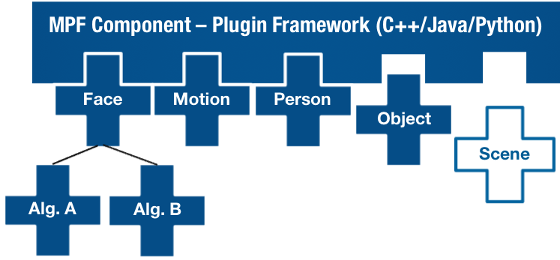 MPF Component – Plugin Framework (C++/Java/Python)
Face
Motion
Person
Object
Scene
Alg. A
Alg. B